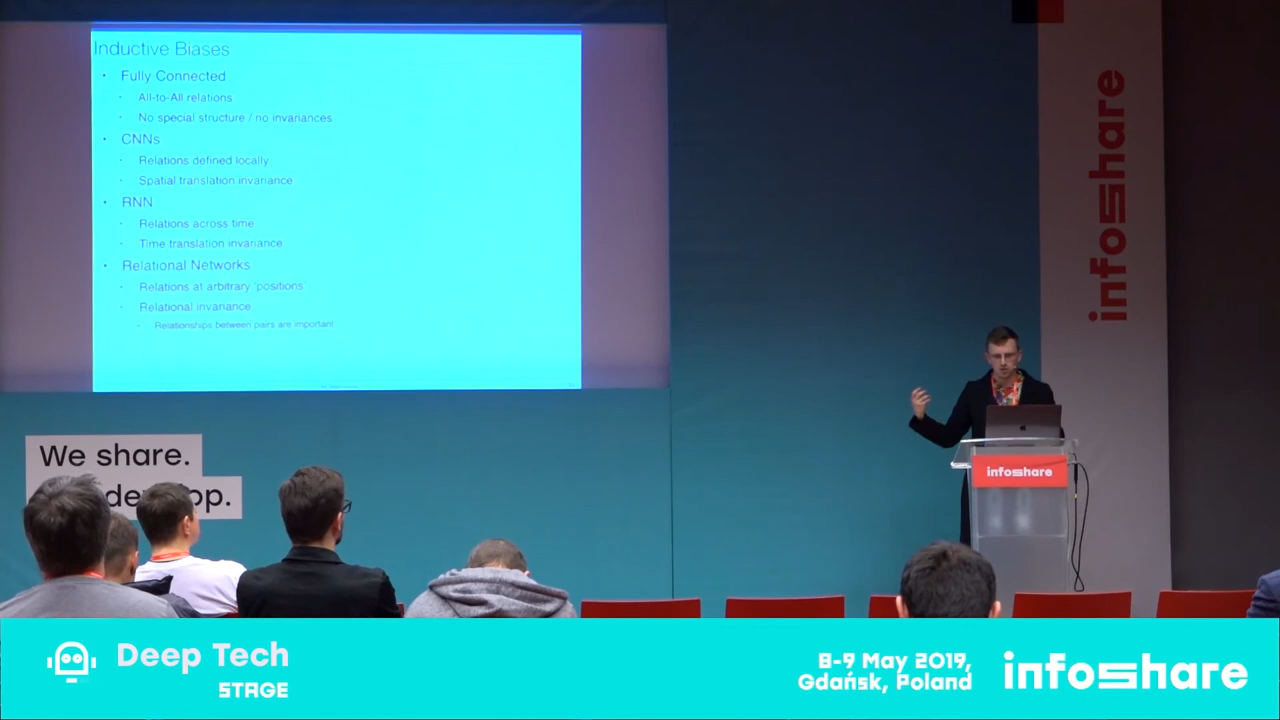 Inductive Biases
Fully Connected
All-to-All relations
No special structure / no invariances
CNNs
Relations defined locally
Spatial translation invariance
RNN
Relations across time
Time translation invariance
Relational Networks
Relations at arbitrary 'positions'
Relational invariance
Relationships between pairs are important
infoshare
We share.
infoshare
Deep Tech
STAGE
8-9 May 2019,
Gdańsk, Poland
infoshare